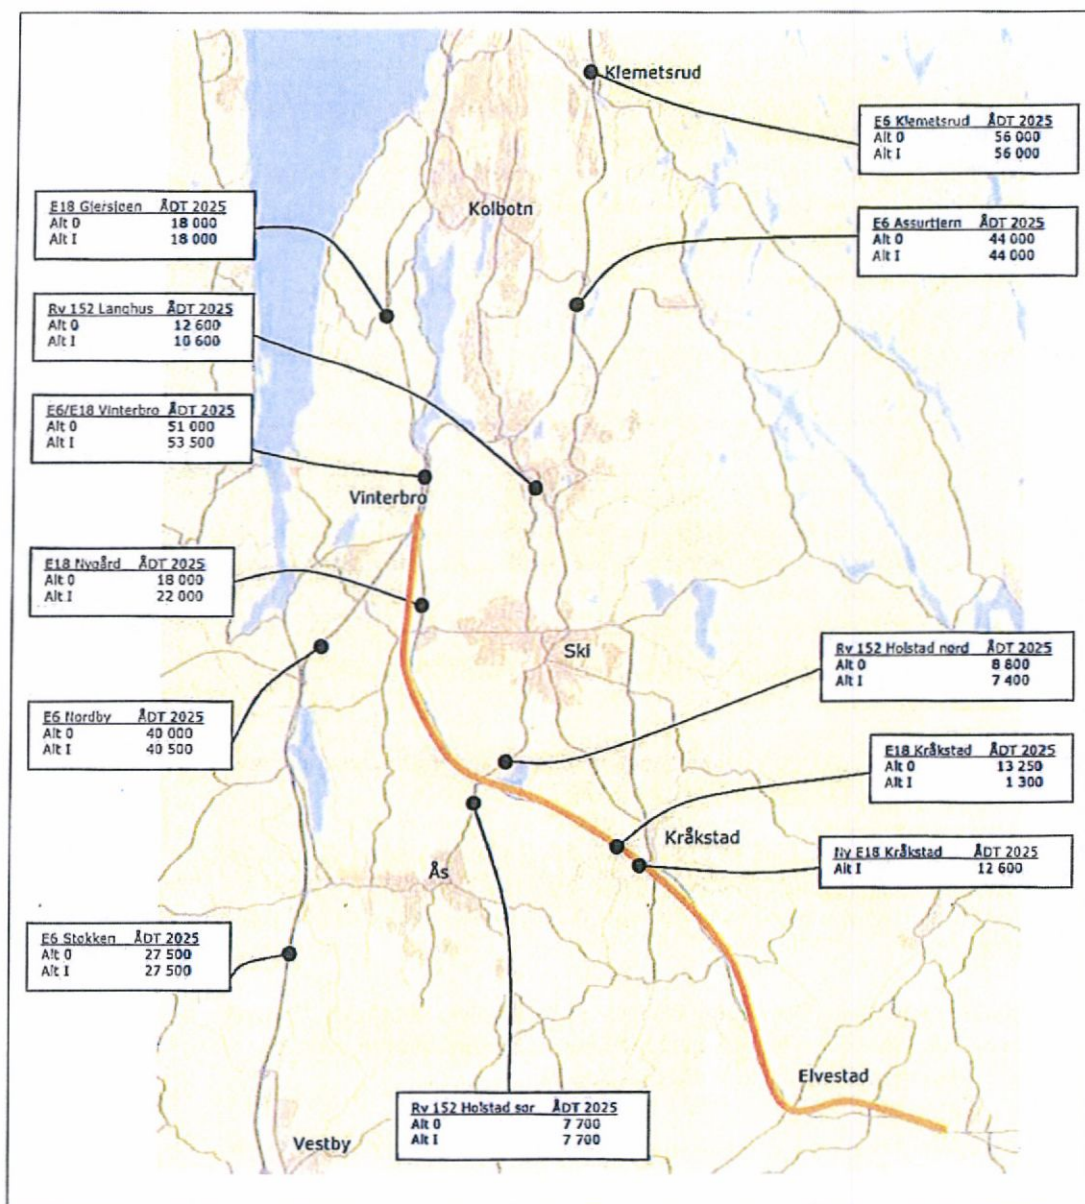 Klemetsrud
E6 Klemetsrud ÅDT 2025
Alt 0 56 000
Alt I 56 000
E18 Gjersjøen ÅDT 2025
Alt 0 18 000
Alt I 18 000
Kolbotn
E6 Assurtjern ÅDT 2025
Alt 0 44 000
Alt I 44 000
Rv 152 Langhus ÅDT 2025
Alt 0 12 600
Alt I 10 600
E6/E18 Vinterbro ÅDT 2025
Alt 0 51 000
Alt I 53 500
Vinterbro
E18 Nygård ÅDT 2025
Alt 0 18 000
Alt I 22 000
Ski
Rv 152 Holstad nord ÅDT 2025
Alt 0 8 800
Alt I 7 400
E6 Nordby ÅDT 2025
Alt 0 40 000
Alt I 40 500
E18 Kråkstad ÅDT 2025
Alt 0 13 250
Alt I 1 300
Kråkstad
Ny E18 Kråkstad ÅDT 2025
Alt I 12 600
Ås
E6 Støkken ÅDT 2025
Alt 0 27 500
Alt I 27 500
Elvestad
Rv 152 Holstad sør ÅDT 2025
Alt 0 7 700
Alt I 7 700
Vestby